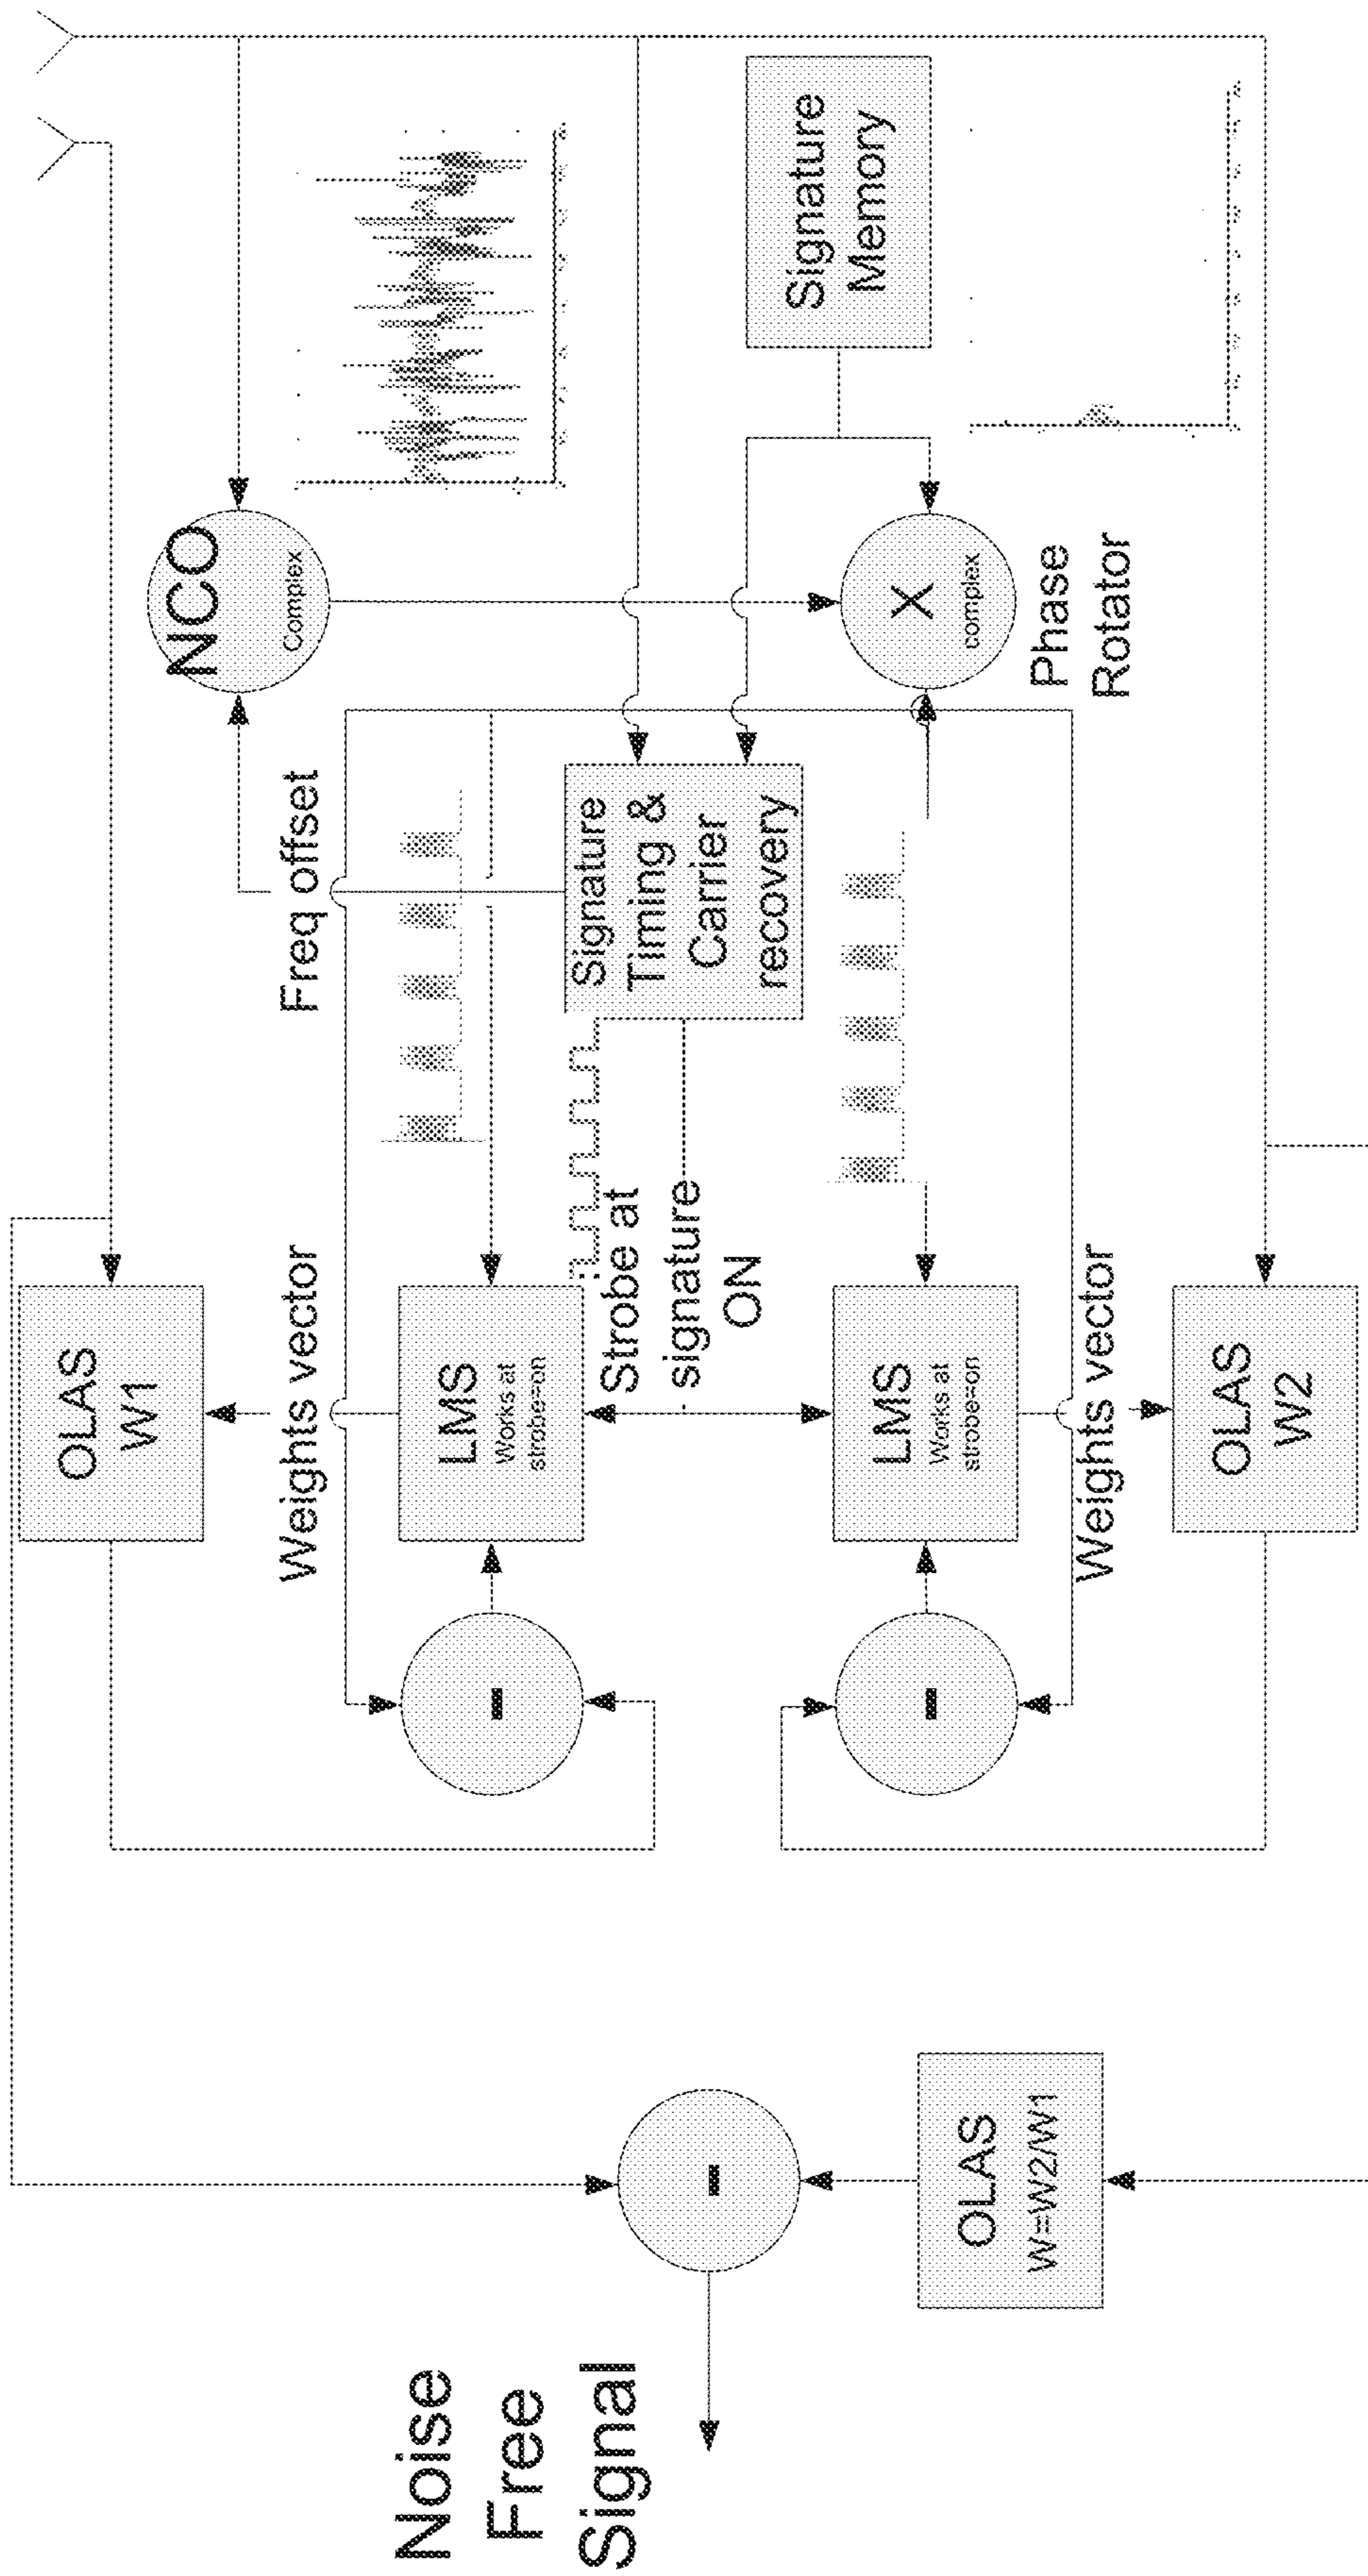 NCO
Complex
Signature
Memory
X
complex
Phase
Rotator
Freq offset
Signature
Timing &
Carrier
recovery
OLAS
W1
Weights vector
LMS
Works at
strobe=on
Strobe at
signature
ON
LMS
Works at
strobe=on
Weights vector
OLAS
W2
-
-
-
OLAS
W=W2/W1
Noise
Free
Signal